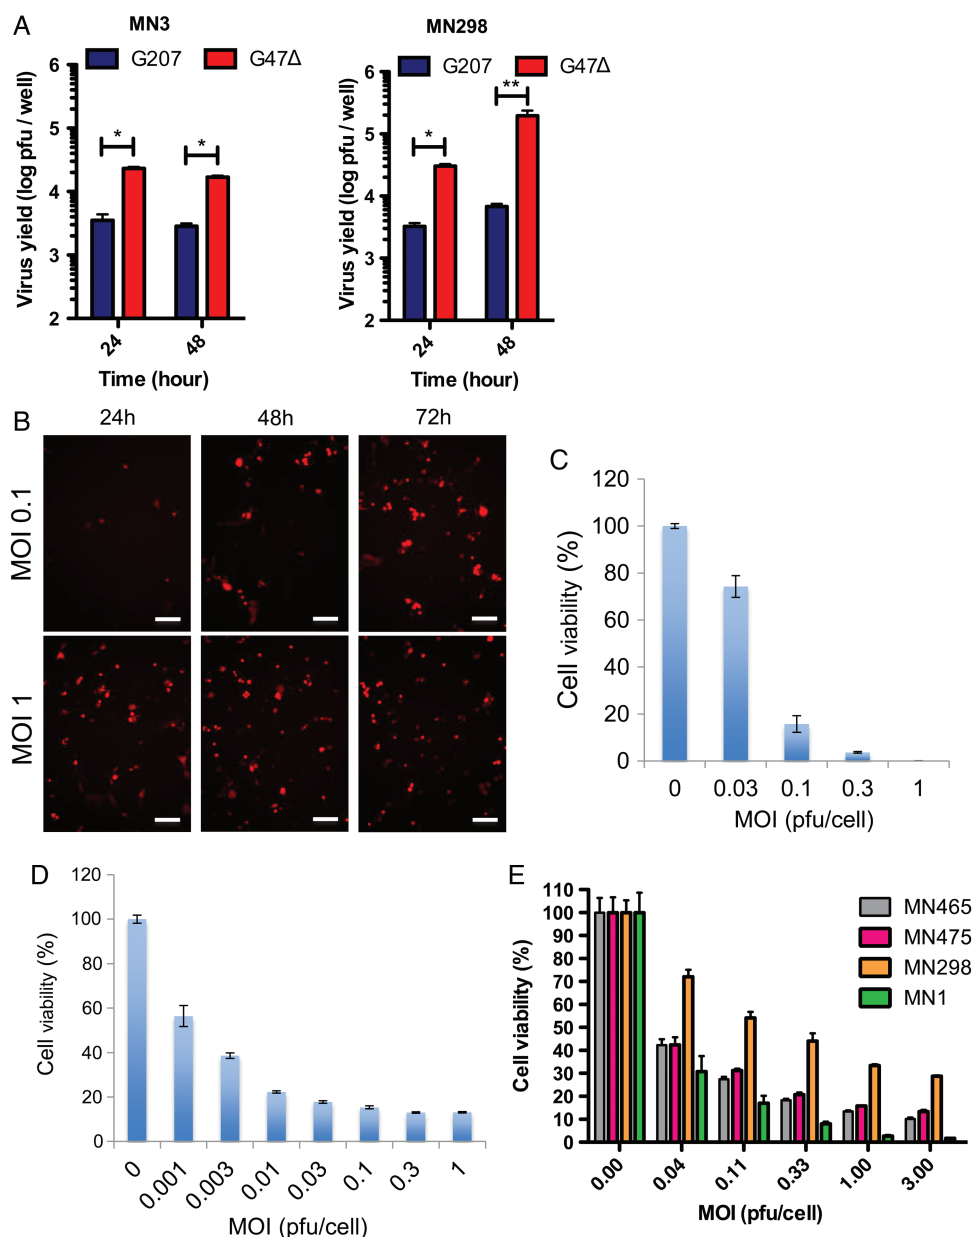 A
MN3
G207
G47Δ
Virus yield (log pfu / well)
6
5
4
3
2
*
*
24
48
Time (hour)
MN298
G207
G47Δ
Virus yield (log pfu / well)
6
5
4
3
2
*
**
24
48
Time (hour)
B
24h
48h
72h
MOI 0.1
MOI 1
C
Cell viability (%)
120
100
80
60
40
20
0
0
0.03
0.1
0.3
1
MOI (pfu/cell)
D
Cell viability (%)
120
100
80
60
40
20
0
0
0.001
0.003
0.01
0.03
0.1
0.3
1
MOI (pfu/cell)
E
Cell viability (%)
110
100
90
80
70
60
50
40
30
20
10
0
MN465
MN475
MN298
MN1
0.00
0.04
0.11
0.33
1.00
3.00
MOI (pfu/cell)